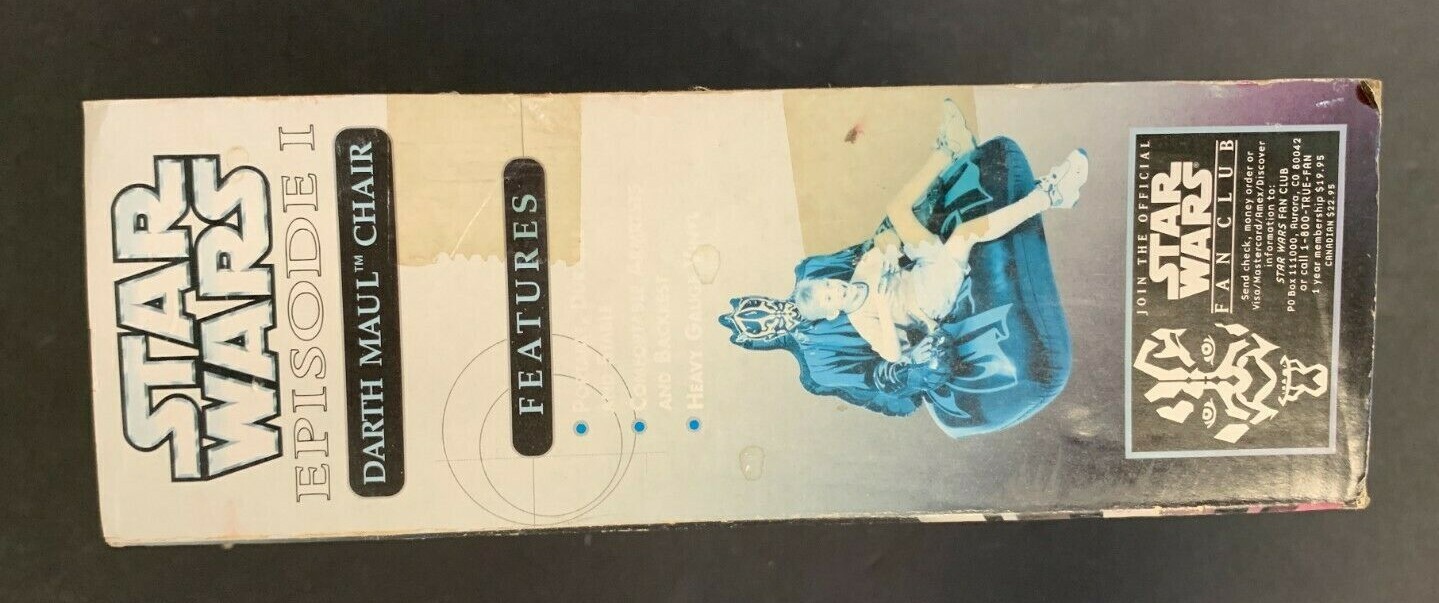 STAR
WARS
EPISODE I
DARTH MAUL™ CHAIR
FEATURES
AND BACKREST
HEAVY
JOIN THE OFFICIAL
STAR
WARS®
FAN CLUB
Send check, money order or
Visa/Mastercard/Amex/Discover
information to:
STAR WARS FAN CLUB
PO Box 111000, Aurora, CO 80042
or call 1-800-TRUE-FAN
1 year membership $19.95
CANADIAN $22.95